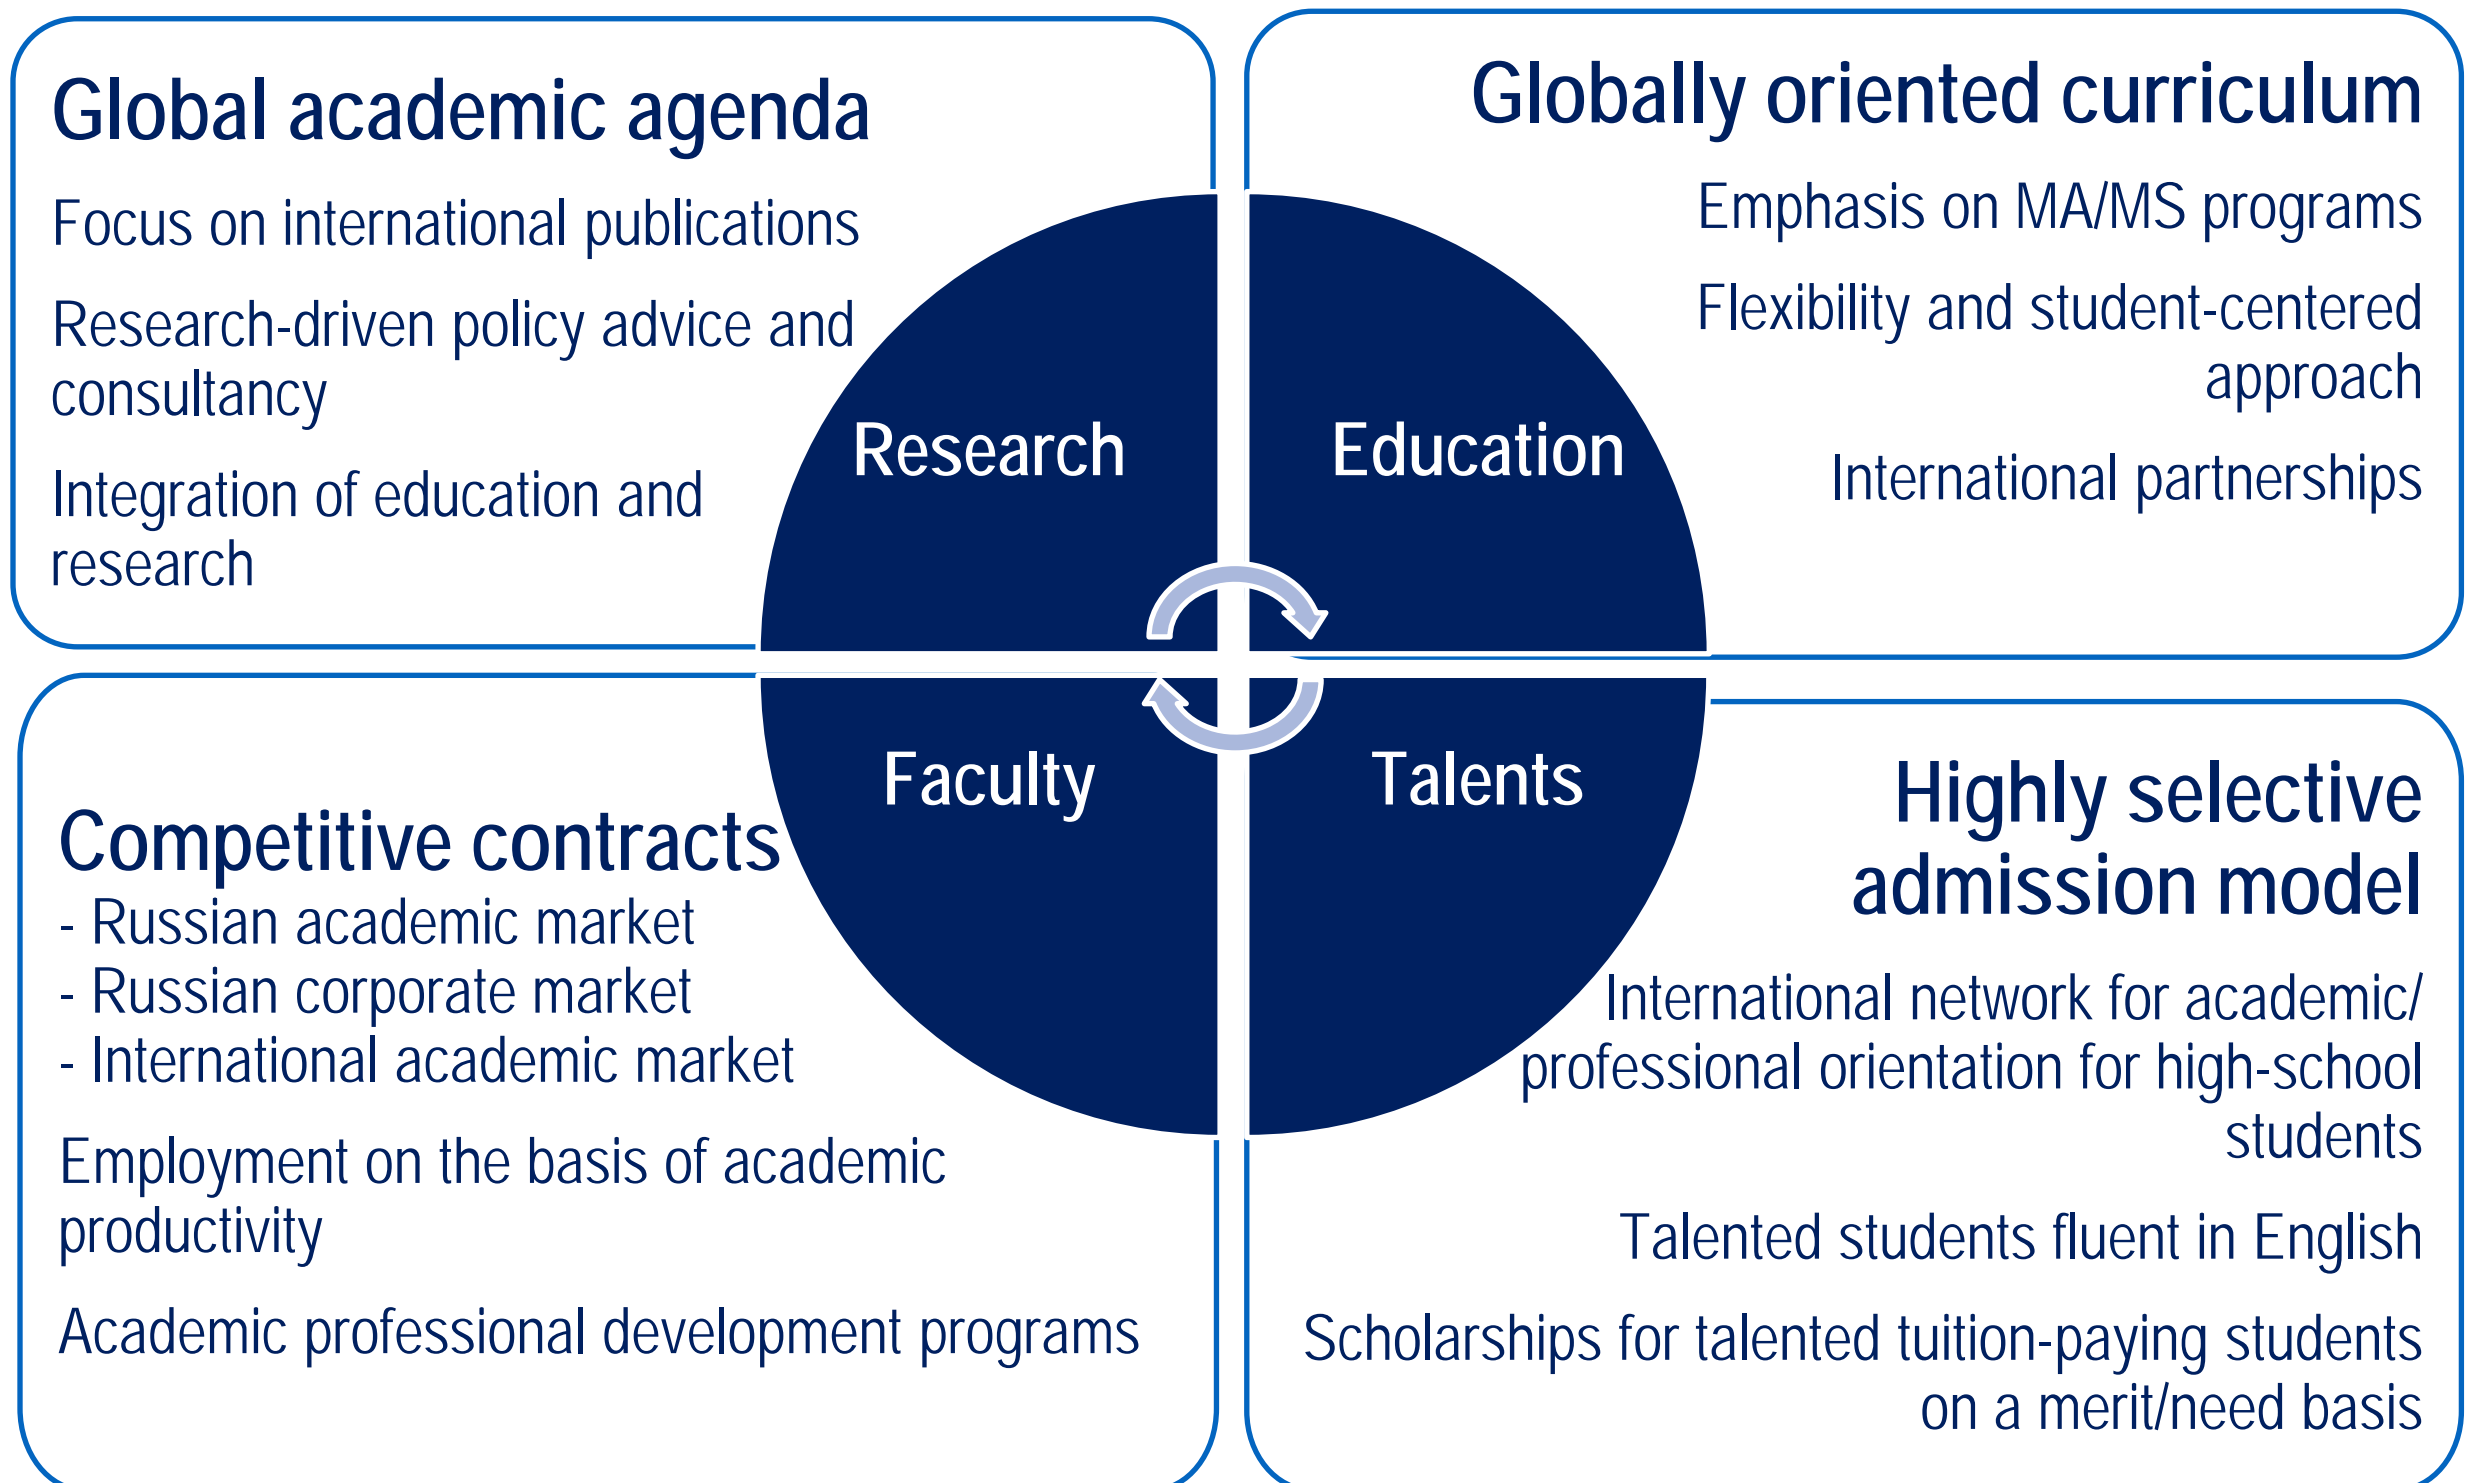 Global academic agenda
Focus on international publications
Research-driven policy advice and
consultancy
Integration of education and
research
Research
Globally oriented curriculum
Emphasis on MA/MS programs
Flexibility and student-centered
approach
International partnerships
Education
Faculty
Competitive contracts
- Russian academic market
- Russian corporate market
- International academic market
Employment on the basis of academic
productivity
Academic professional development programs
Talents
Highly selective
admission model
International network for academic/
professional orientation for high-school
students
Talented students fluent in English
Scholarships for talented tuition-paying students
on a merit/need basis